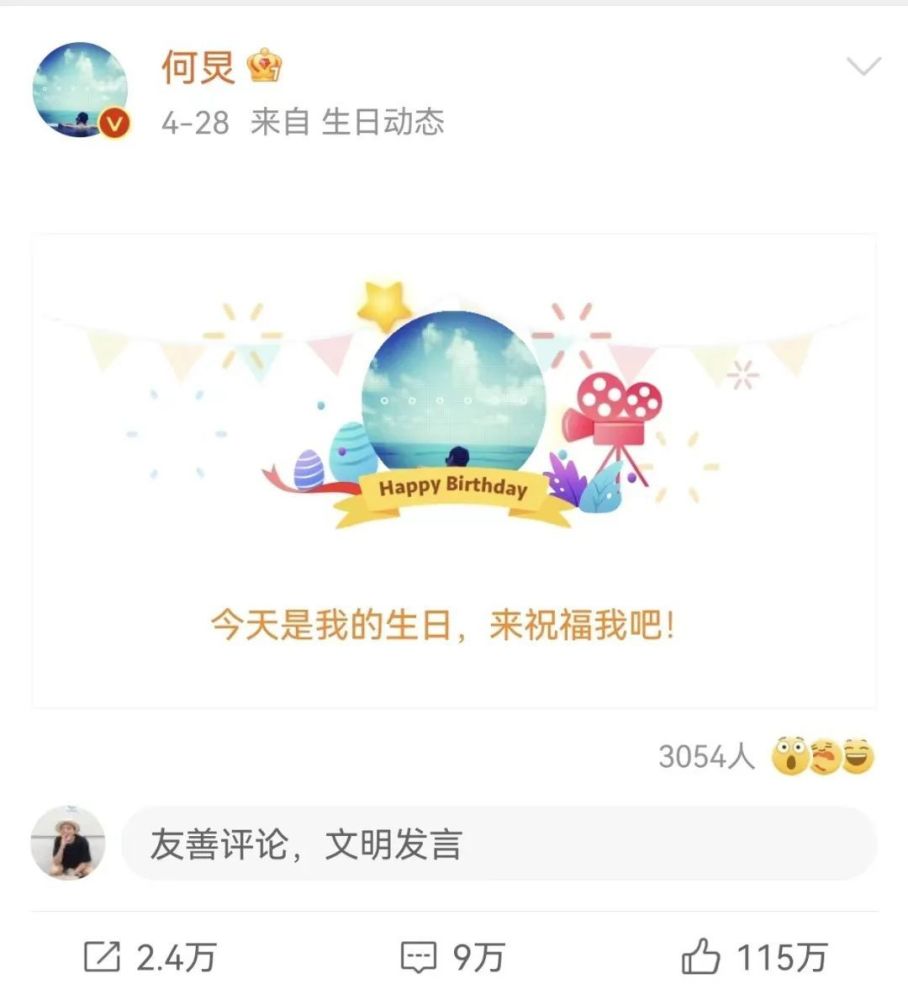 何炅
4-28 来自 生日动态
Happy Birthday
今天是我的生日，来祝福我吧！
3054人
友善评论，文明发言
2.4万 9万 115万